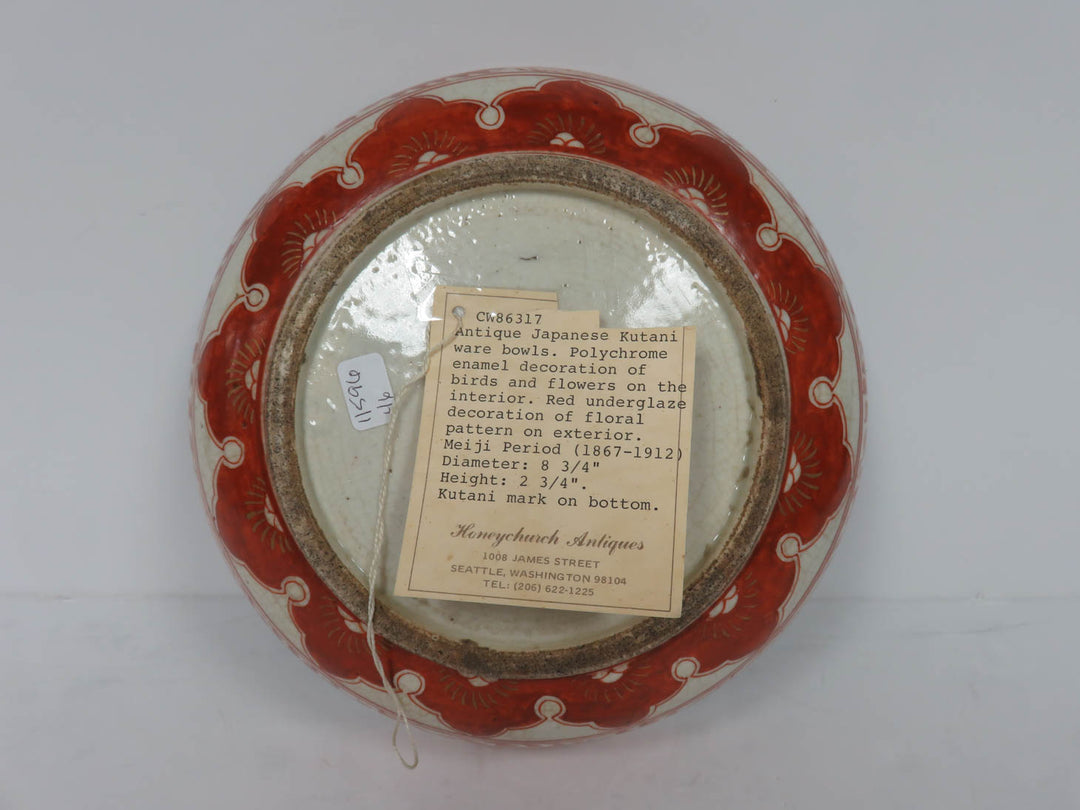 CW86317
Antique Japanese Kutani
ware bowls. Polychrome
enamel decoration of
birds and flowers on the
interior. Red underglaze
decoration of floral
pattern on exterior.
Meiji Period (1867-1912)
Diameter: 8 3/4"
Height: 2 3/4".
Kutani mark on bottom.
Honeychurch Antiques
1008 JAMES STREET
SEATTLE, WASHINGTON 98104
TEL: (206) 622-1225